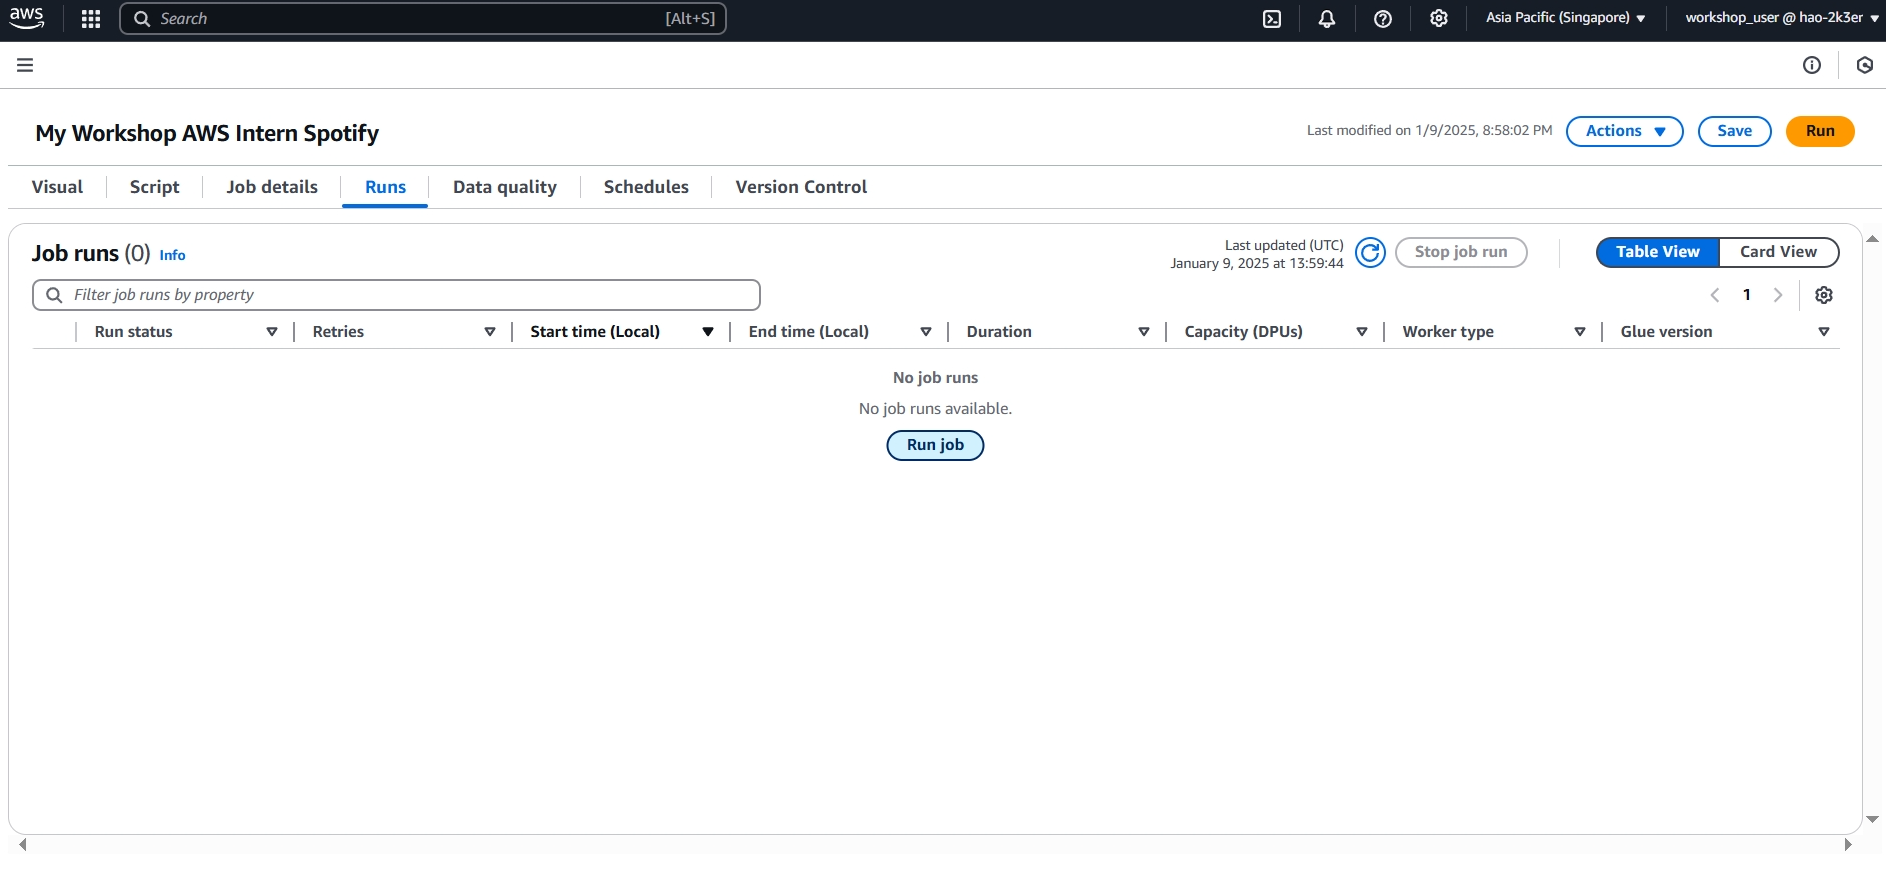 aws Search [Alt+S] Asia Pacific (Singapore) workshop_user @ hao-2k3er
My Workshop AWS Intern Spotify Last modified on 1/9/2025, 8:58:02 PM Actions Save Run
Visual Script Job details Runs Data quality Schedules Version Control
Job runs (0) Info
Last updated (UTC)
January 9, 2025 at 13:59:44
Stop job run Table View Card View
Filter job runs by property 1
Run status Retries Start time (Local) End time (Local) Duration Capacity (DPUs) Worker type Glue version
No job runs
No job runs available.
Run job